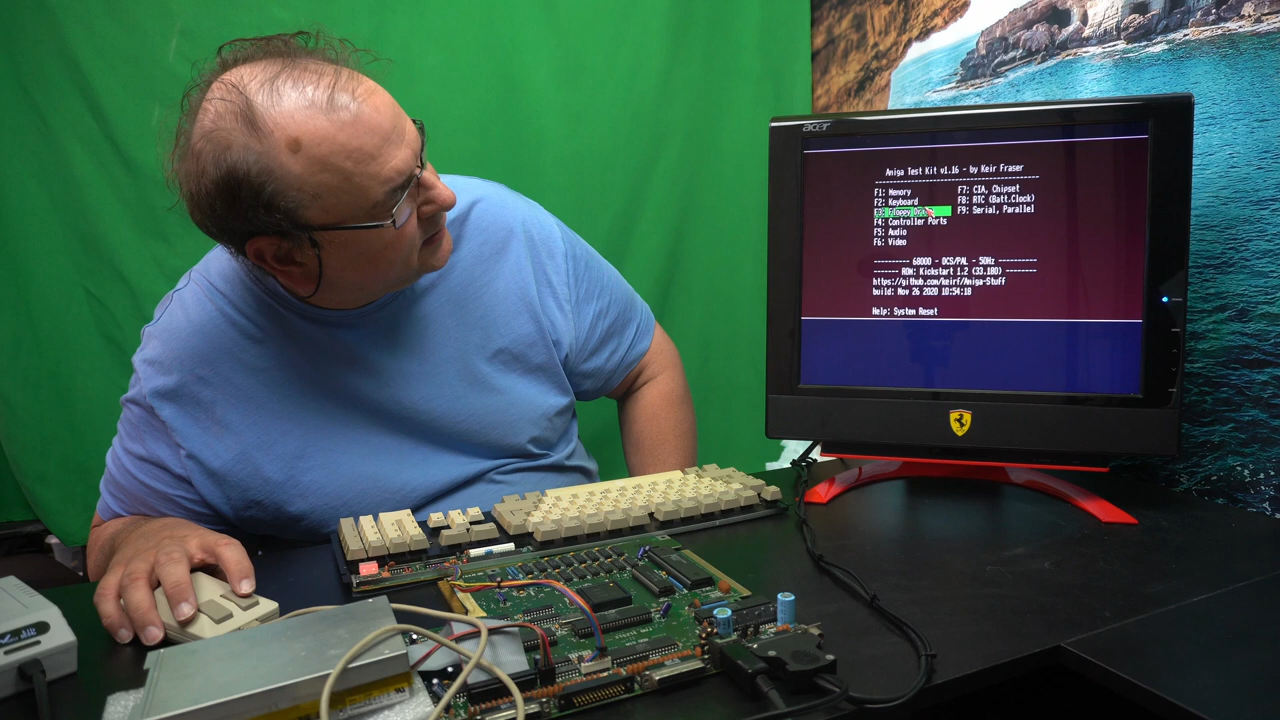 acer
Amiga Test Kit v1.16 - by Keir Fraser
F1: Memory
F2: Keyboard
F3: Floppy
F4: Controller Ports
F5: Audio
F6: Video
F7: CIA, Chipset
F8: RTC (Batt.Clock)
F9: Serial, Parallel
--------- 68000 - OCS/PAL - 50Hz ---------
------ ROM: Kickstart 1.2 (33.180) -------
https://github.com/keirf/Amiga-Stuff
build: Nov 26 2020 10:54:18
Help: System Reset